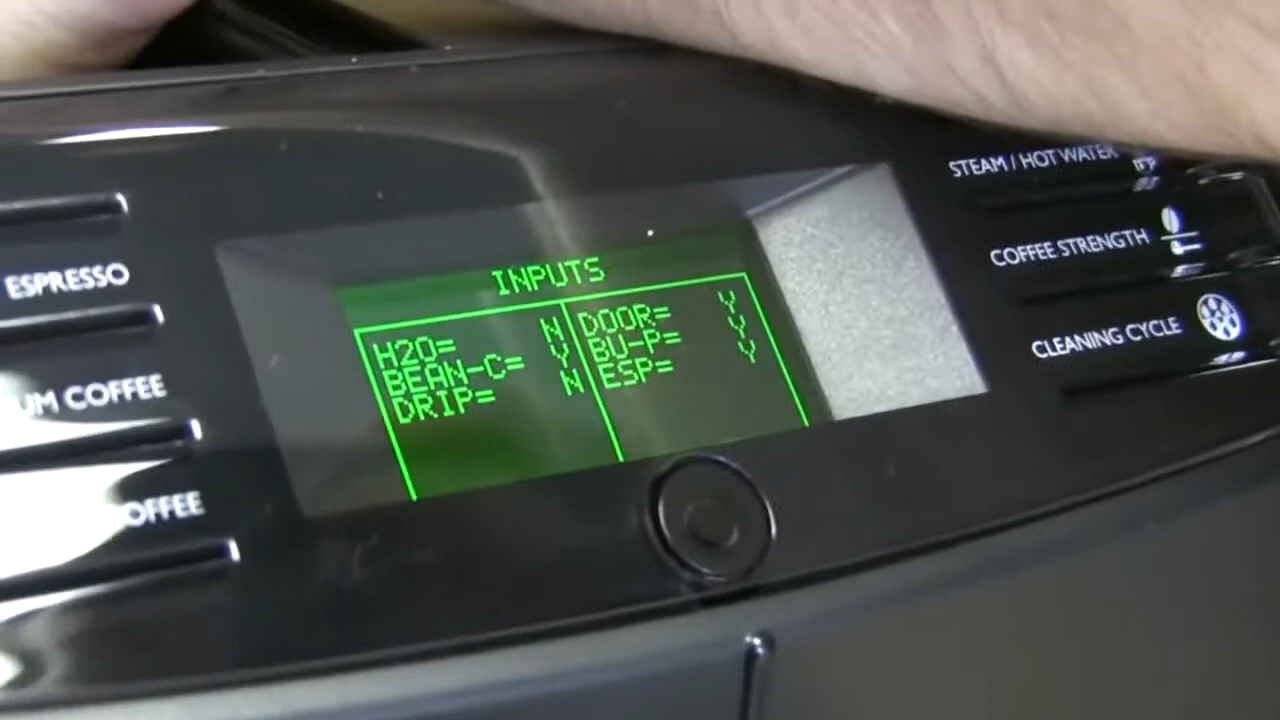 INPUTS
H2O= N
BEAN-C= Y
DRIP= N
DOOR= Y
BU-P= Y
ESP= Y
ESPRESSO
UM COFFEE
OFFEE
STEAM / HOT WATER
COFFEE STRENGTH
CLEANING CYCLE